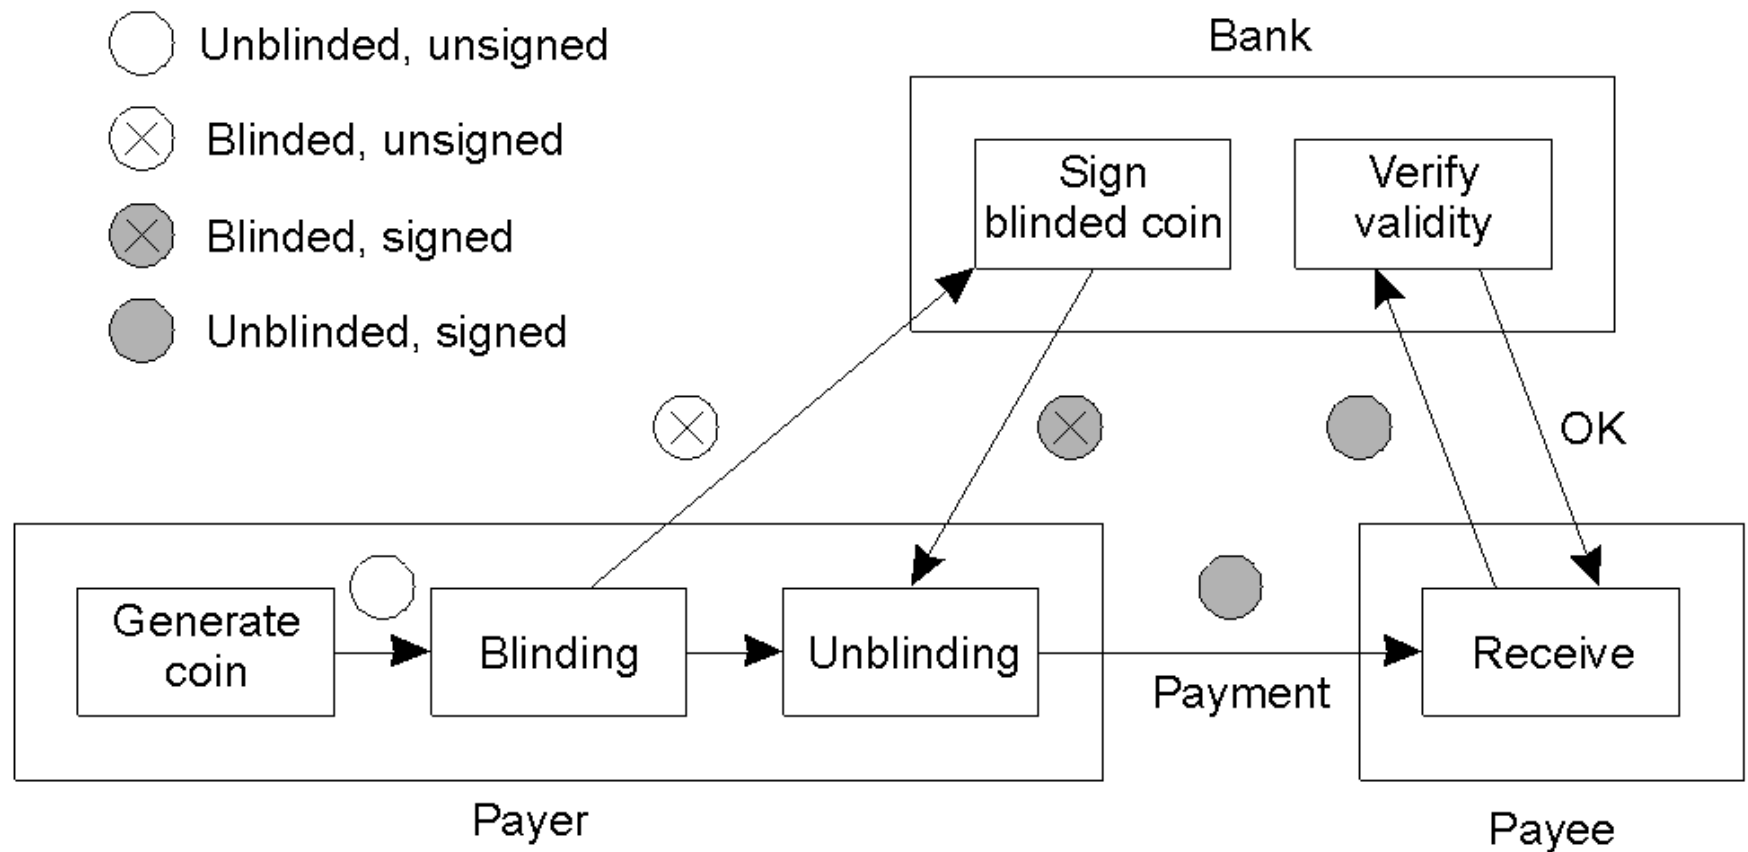 Unblinded, unsigned
Blinded, unsigned
Blinded, signed
Unblinded, signed
Bank
Sign
blinded coin
Verify
validity
OK
Generate
coin
Blinding
Unblinding
Payment
Receive
Payer
Payee